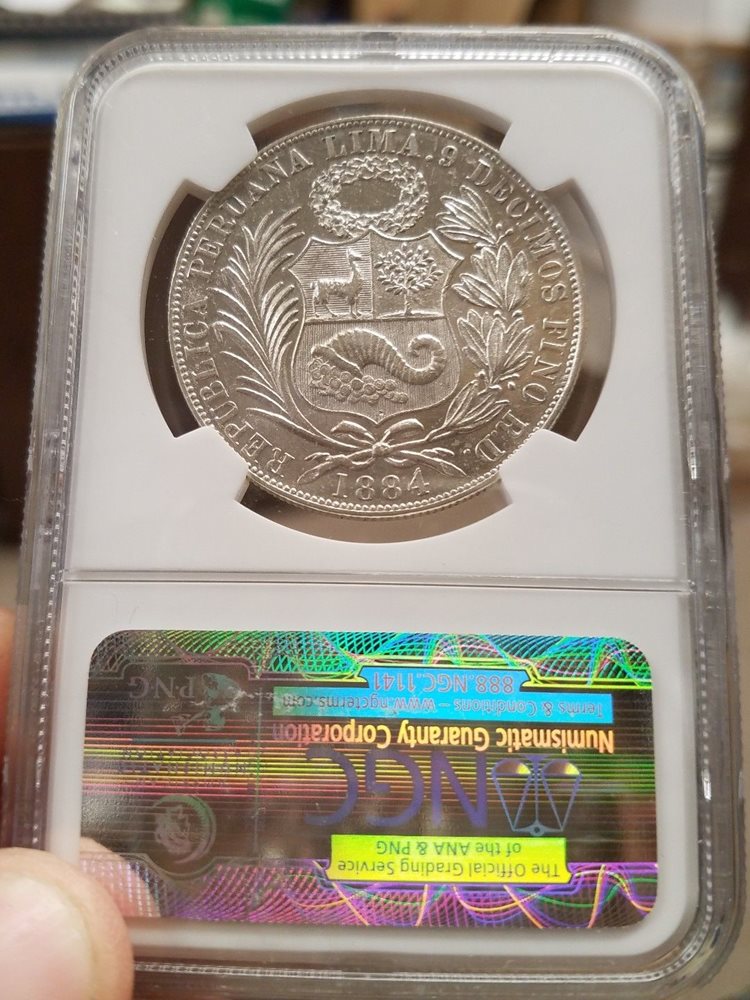 REPUBLICA PERUANA LIMA. 9 DECIMOS FINO R.D.
1884
The Official Grading Service
of the ANA & PNG
NGC
Numismatic Guaranty Corporation
Terms & Conditions – www.ngcterms.com
888.NGC.1141
PNG